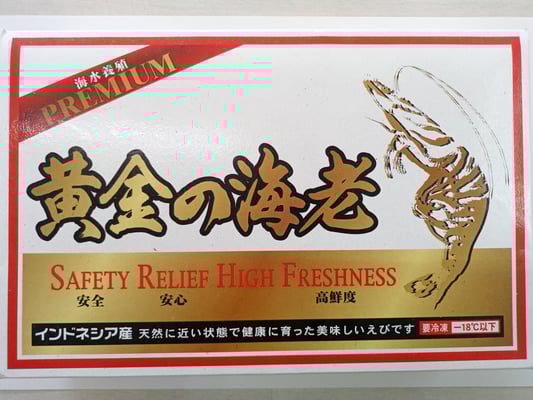 海水養殖
PREMIUM
黄金の海老
SAFETY RELIEF HIGH FRESHNESS
安全 安心 高鮮度
インドネシア産 天然に近い状態で健康に育った美味しいえびです 要冷凍 －18℃以下